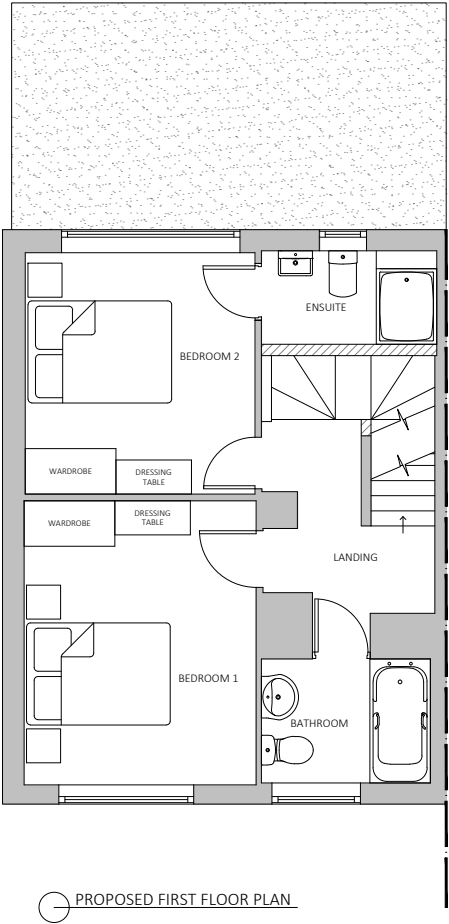 ENSUITE
BEDROOM 2
WARDROBE
DRESSING
TABLE
WARDROBE
DRESSING
TABLE
LANDING
BEDROOM 1
BATHROOM
PROPOSED FIRST FLOOR PLAN